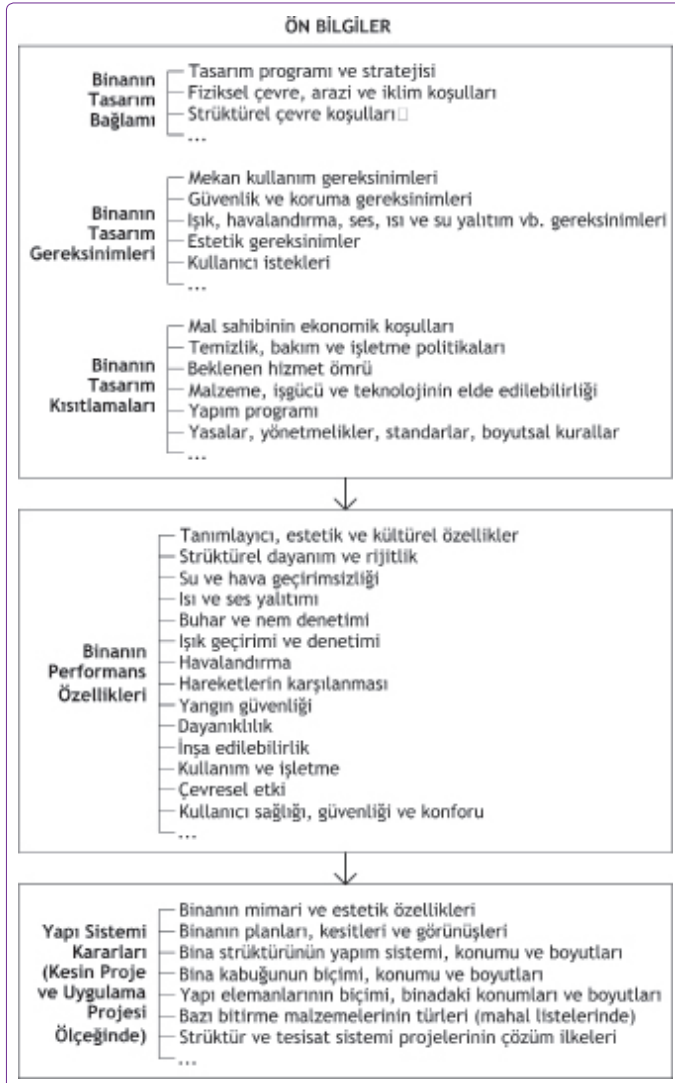 ÖN BİLGİLER
Binanın
Tasarım
Bağlamı
Tasarım programı ve stratejisi
Fiziksel çevre, arazi ve iklim koşulları
Strüktürel çevre koşulları□
...
Binanın
Tasarım
Gereksinimleri
Mekan kullanım gereksinimleri
Güvenlik ve koruma gereksinimleri
Işık, havalandırma, ses, ısı ve su yalıtım vb. gereksinimleri
Estetik gereksinimler
Kullanıcı istekleri
...
Binanın
Tasarım
Kısıtlamaları
Mal sahibinin ekonomik koşulları
Temizlik, bakım ve işletme politikaları
Beklenen hizmet ömrü
Malzeme, işgücü ve teknolojinin elde edilebilirliği
Yapım programı
Yasalar, yönetmelikler, standarlar, boyutsal kurallar
...
Binanın
Performans
Özellikleri
Tanımlayıcı, estetik ve kültürel özellikler
Strüktürel dayanım ve rijitlik
Su ve hava geçirimsizliği
Isı ve ses yalıtımı
Buhar ve nem denetimi
Işık geçirimi ve denetimi
Havalandırma
Hareketlerin karşılanması
Yangın güvenliği
Dayanıklılık
İnşa edilebilirlik
Kullanım ve işletme
Çevresel etki
Kullanıcı sağlığı, güvenliği ve konforu
...
Yapı Sistemi
Kararları
(Kesin Proje
ve Uygulama
Projesi
Ölçeğinde)
Binanın mimari ve estetik özellikleri
Binanın planları, kesitleri ve görünüşleri
Bina strüktürünün yapım sistemi, konumu ve boyutları
Bina kabuğunun biçimi, konumu ve boyutları
Yapı elemanlarının biçimi, binadaki konumları ve boyutları
Bazı bitirme malzemelerinin türleri (mahal listelerinde)
Strüktür ve tesisat sistemi projelerinin çözüm ilkeleri
...